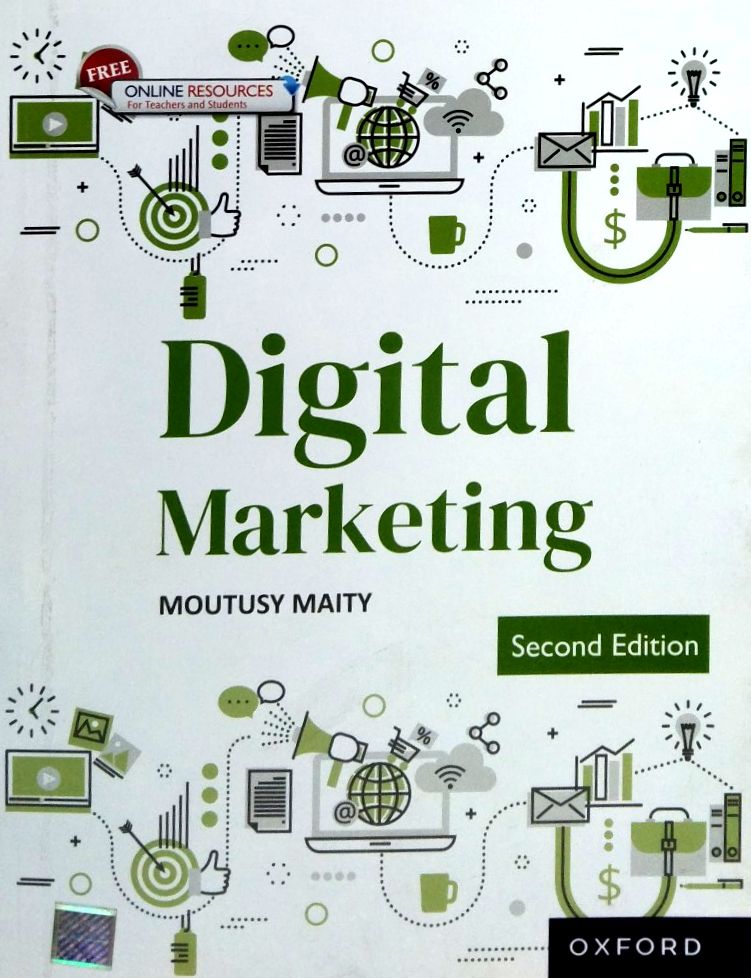 FREE
ONLINE RESOURCES
For Teachers and Students
%
@
$
Digital
Marketing
MOUTUSY MAITY
Second Edition
%
@
$
OXFORD